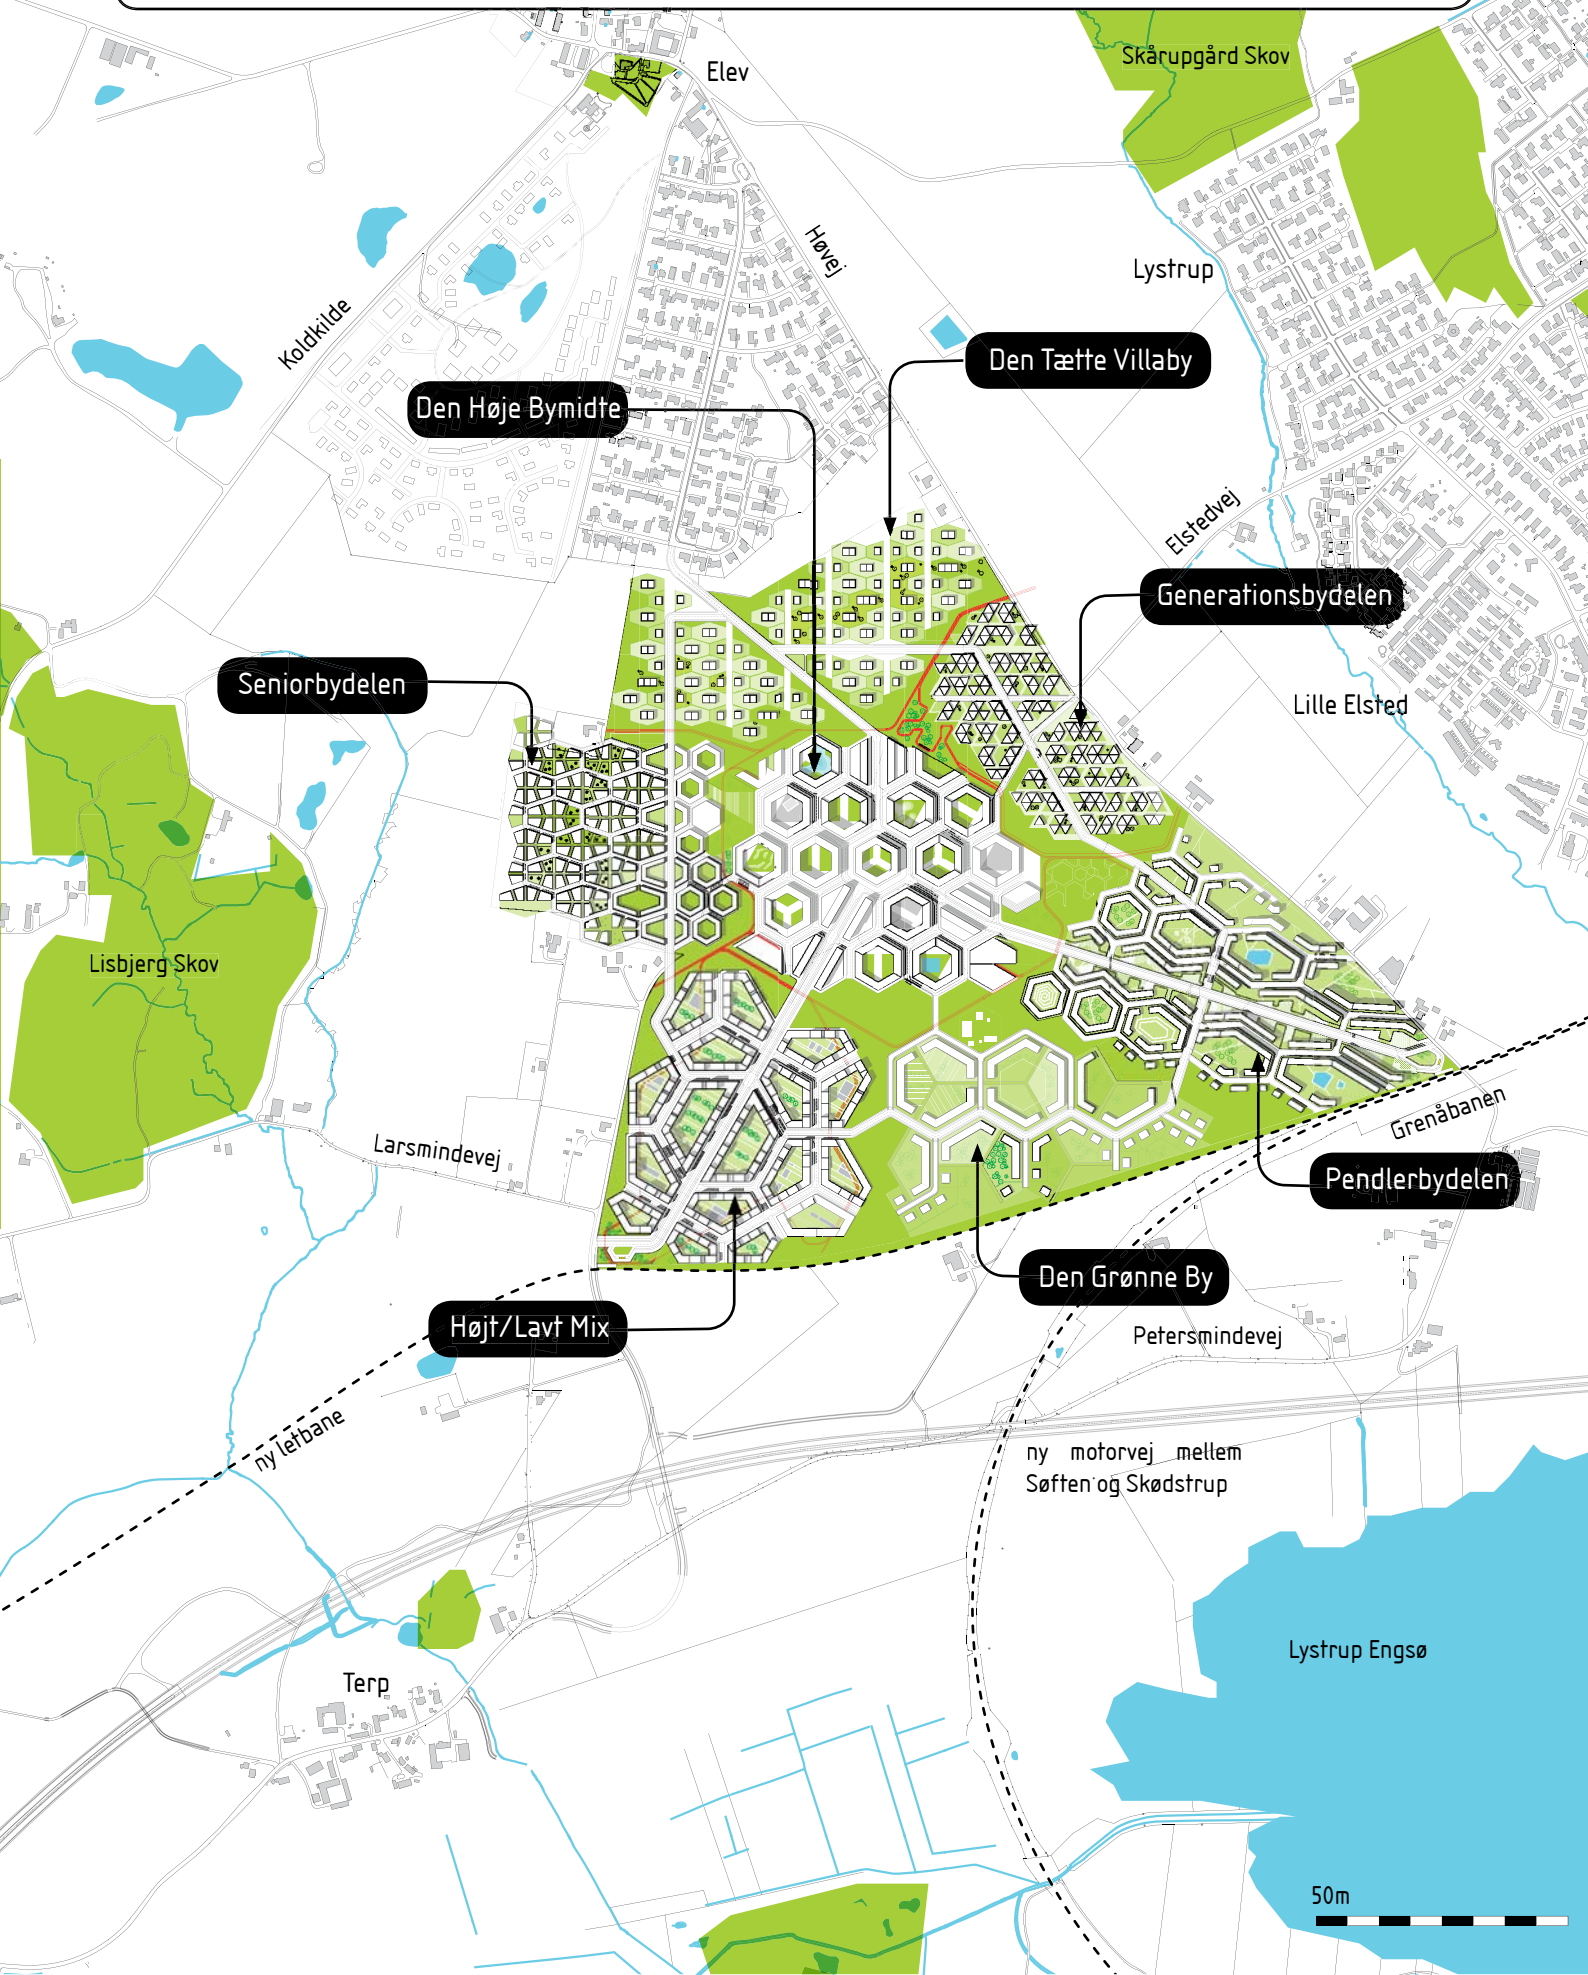 Skårupgård Skov
Elev
Høvej
Lystrup
Koldkilde
Den Tætte Villaby
Den Høje Bymidte
Elstedvej
Generationsbydelen
Seniorbydelen
Lille Elsted
Lisbjerg Skov
Grenåbanen
Larsmindevej
Pendlerbydelen
Den Grønne By
Højt/Lavt Mix
Petersmindevej
ny letbane
ny motorvej mellem
Søften og Skødstrup
Lystrup Engsø
Terp
50m